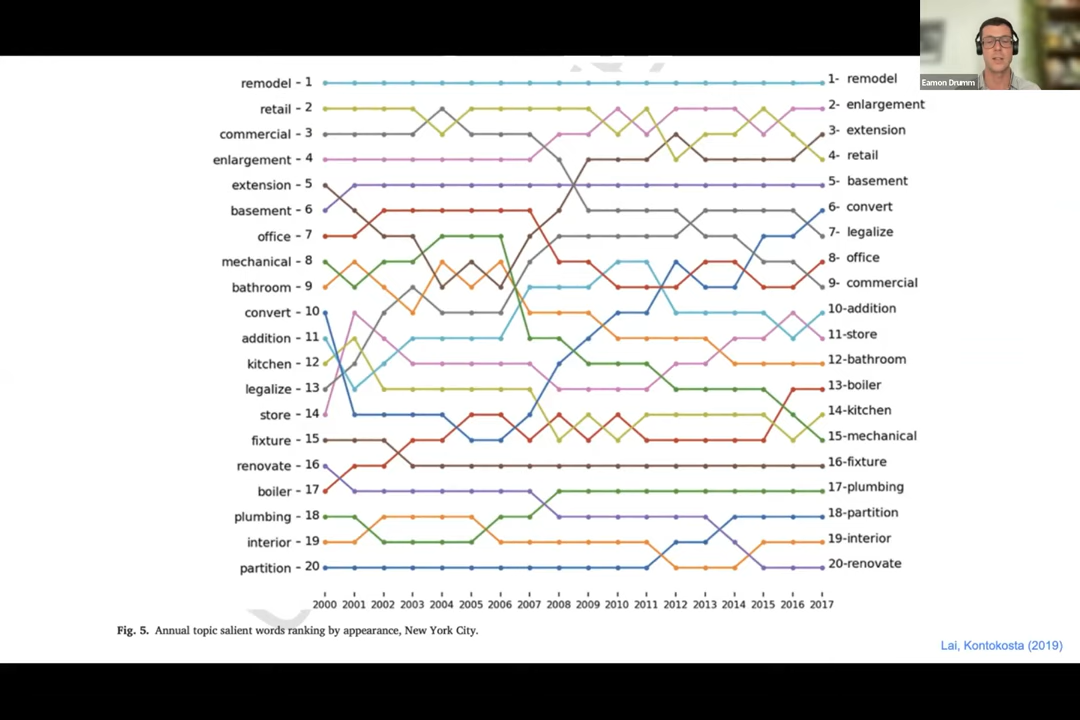 Eamon Drumm
remodel - 1
retail - 2
commercial - 3
enlargement - 4
extension - 5
basement - 6
office - 7
mechanical - 8
bathroom - 9
convert - 10
addition - 11
kitchen - 12
legalize - 13
store - 14
fixture - 15
renovate - 16
boiler - 17
plumbing - 18
interior - 19
partition - 20
1- remodel
2- enlargement
3- extension
4- retail
5- basement
6- convert
7- legalize
8- office
9- commercial
10-addition
11-store
12-bathroom
13-boiler
14-kitchen
15-mechanical
16-fixture
17-plumbing
18-partition
19-interior
20-renovate
2000 2001 2002 2003 2004 2005 2006 2007 2008 2009 2010 2011 2012 2013 2014 2015 2016 2017
Fig. 5. Annual topic salient words ranking by appearance, New York City.
Lai, Kontokosta (2019)